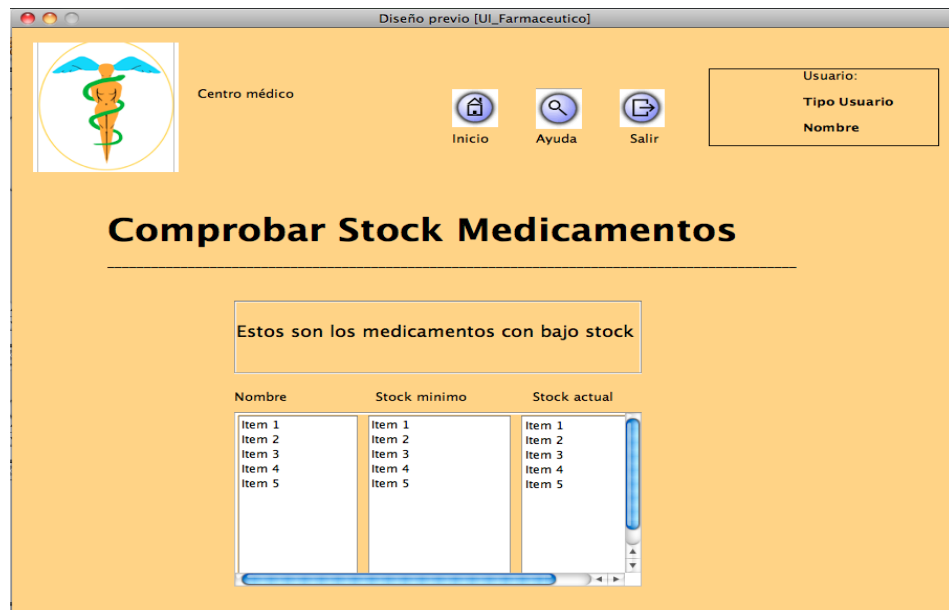 Diseño previo [UI_Farmaceutico]
Centro médico
Inicio
Ayuda
Salir
Usuario:
Tipo Usuario
Nombre
Comprobar Stock Medicamentos
Estos son los medicamentos con bajo stock
Nombre Stock minimo Stock actual
Item 1 Item 1 Item 1
Item 2 Item 2 Item 2
Item 3 Item 3 Item 3
Item 4 Item 4 Item 4
Item 5 Item 5 Item 5